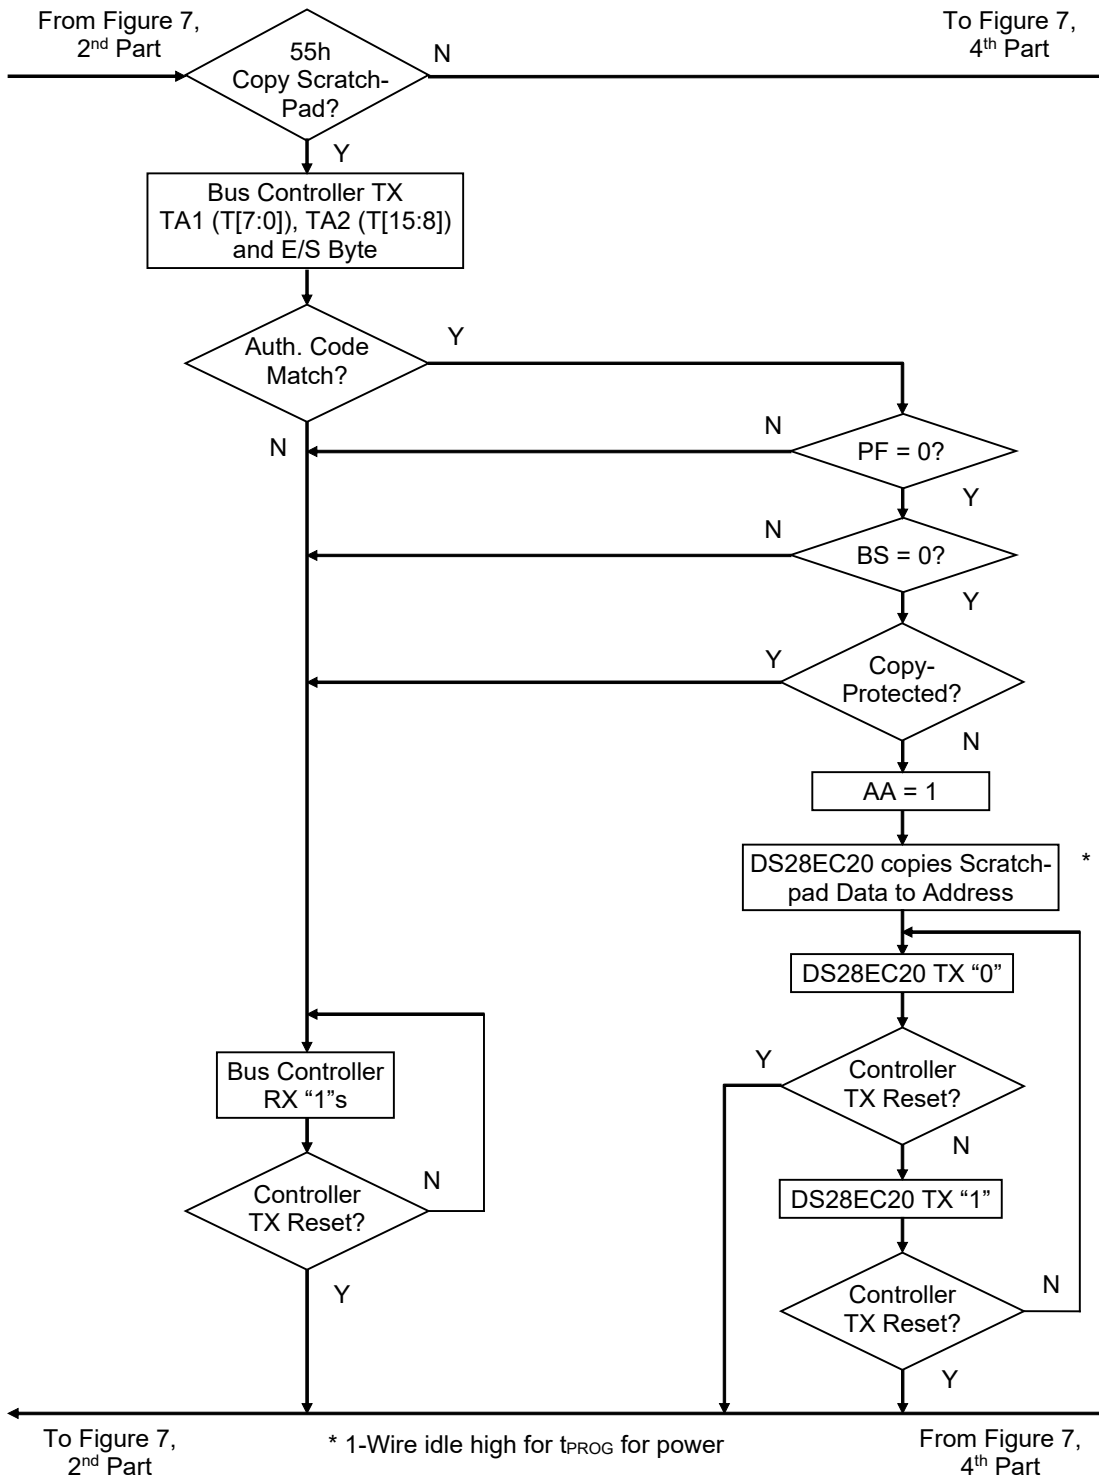 From Figure 7,
2nd Part
To Figure 7,
4th Part
55h
Copy Scratch-
Pad?
N
Y
Bus Controller TX
TA1 (T[7:0]), TA2 (T[15:8])
and E/S Byte
Auth. Code
Match?
Y
N
PF = 0?
N
Y
BS = 0?
N
Y
Copy-
Protected?
Y
N
AA = 1
DS28EC20 copies Scratch-
pad Data to Address
*
DS28EC20 TX “0”
Controller
TX Reset?
Y
N
DS28EC20 TX “1”
Controller
TX Reset?
N
Y
Bus Controller
RX “1”s
Controller
TX Reset?
N
Y
To Figure 7,
2nd Part
* 1-Wire idle high for tPROG for power
From Figure 7,
4th Part